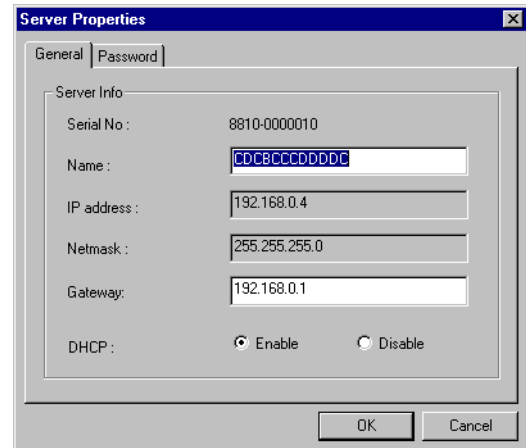 Server Properties
General Password
Server Info
Serial No : 8810-0000010
Name : CDCBCCCDDDDC
IP address : 192.168.0.4
Netmask : 255.255.255.0
Gateway: 192.168.0.1
DHCP : Enable Disable
OK Cancel